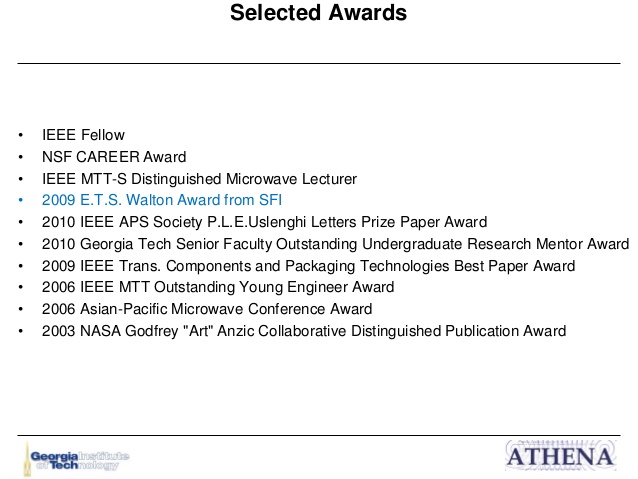 Selected Awards
• IEEE Fellow
• NSF CAREER Award
• IEEE MTT-S Distinguished Microwave Lecturer
• 2009 E.T.S. Walton Award from SFI
• 2010 IEEE APS Society P.L.E.Uslenghi Letters Prize Paper Award
• 2010 Georgia Tech Senior Faculty Outstanding Undergraduate Research Mentor Award
• 2009 IEEE Trans. Components and Packaging Technologies Best Paper Award
• 2006 IEEE MTT Outstanding Young Engineer Award
• 2006 Asian-Pacific Microwave Conference Award
• 2003 NASA Godfrey "Art" Anzic Collaborative Distinguished Publication Award
Georgia Institute
of Technology
ATHENA